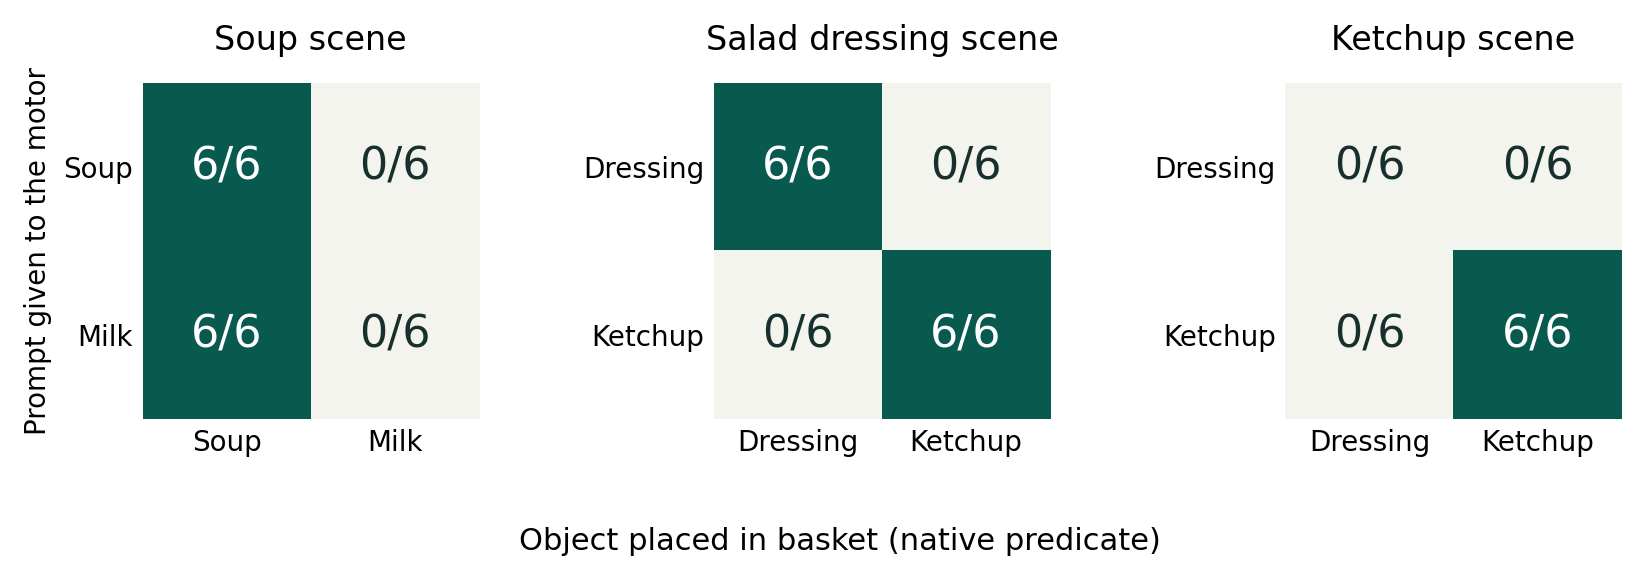 Soup scene
Salad dressing scene
Ketchup scene
Prompt given to the motor
Soup
6/6
0/6
Milk
6/6
0/6
Soup
Milk
Dressing
6/6
0/6
Ketchup
0/6
6/6
Dressing
Ketchup
Dressing
0/6
0/6
Ketchup
0/6
6/6
Dressing
Ketchup
Object placed in basket (native predicate)